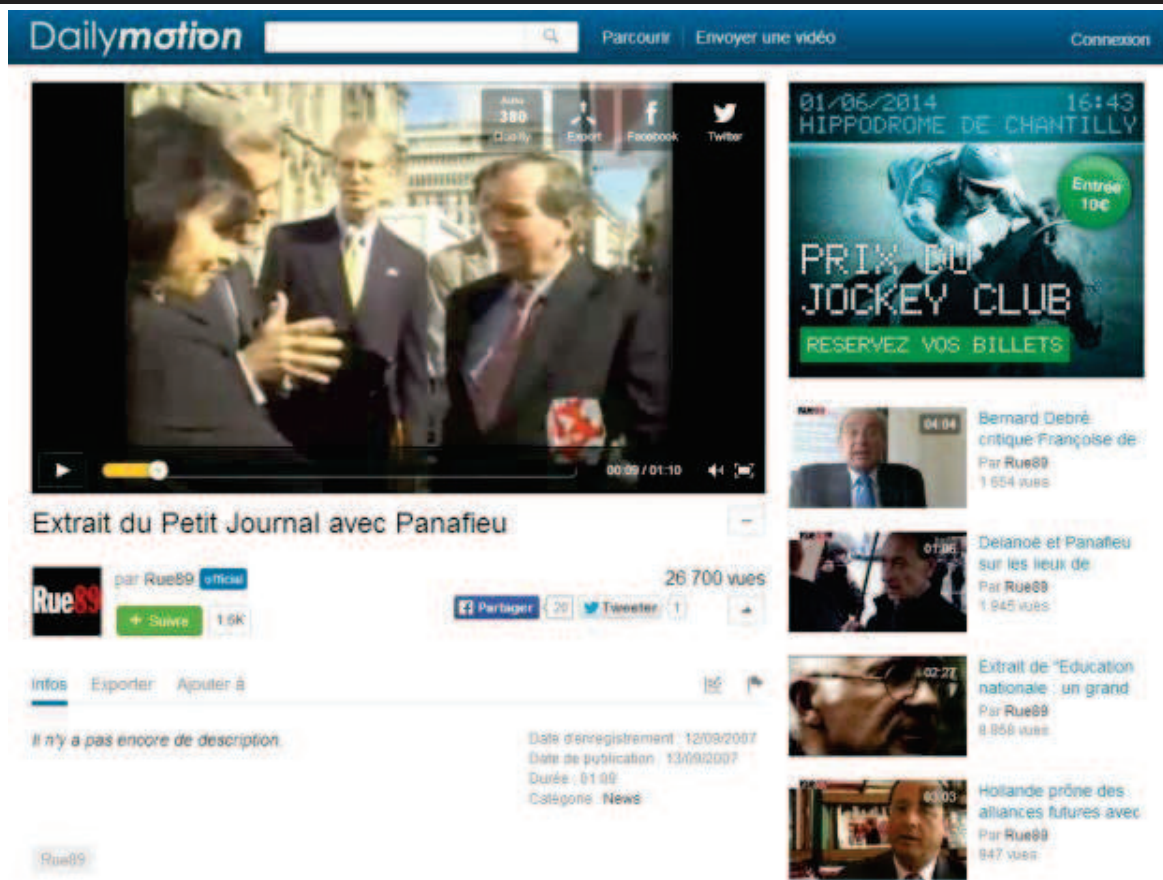 Dailymotion
Parcourir
Envoyer une vidéo
Connexion
Auto
380
Quality
Export
Facebook
Twitter
00:09 / 01:10
Extrait du Petit Journal avec Panafieu
Rue89
par Rue89 official
+ Suivre 1.6K
26 700 vues
Partager 20 Tweeter 1
Infos Exporter Ajouter à
Il n'y a pas encore de description.
Date d'enregistrement : 12/09/2007
Date de publication : 13/09/2007
Durée : 01:09
Catégorie : News
Rue89
01/06/2014 16:43
HIPPODROME DE CHANTILLY
Entrée
10€
PRIX DU
JOCKEY CLUB
RESERVEZ VOS BILLETS
04:04
Bernard Debré
critique Françoise de
Par Rue89
1 654 vues
01:06
Delanoë et Panafieu
sur les lieux de
Par Rue89
1 945 vues
02:27
Extrait de "Education
nationale : un grand
Par Rue89
8 858 vues
03:03
Hollande prône des
alliances futures avec
Par Rue89
947 vues